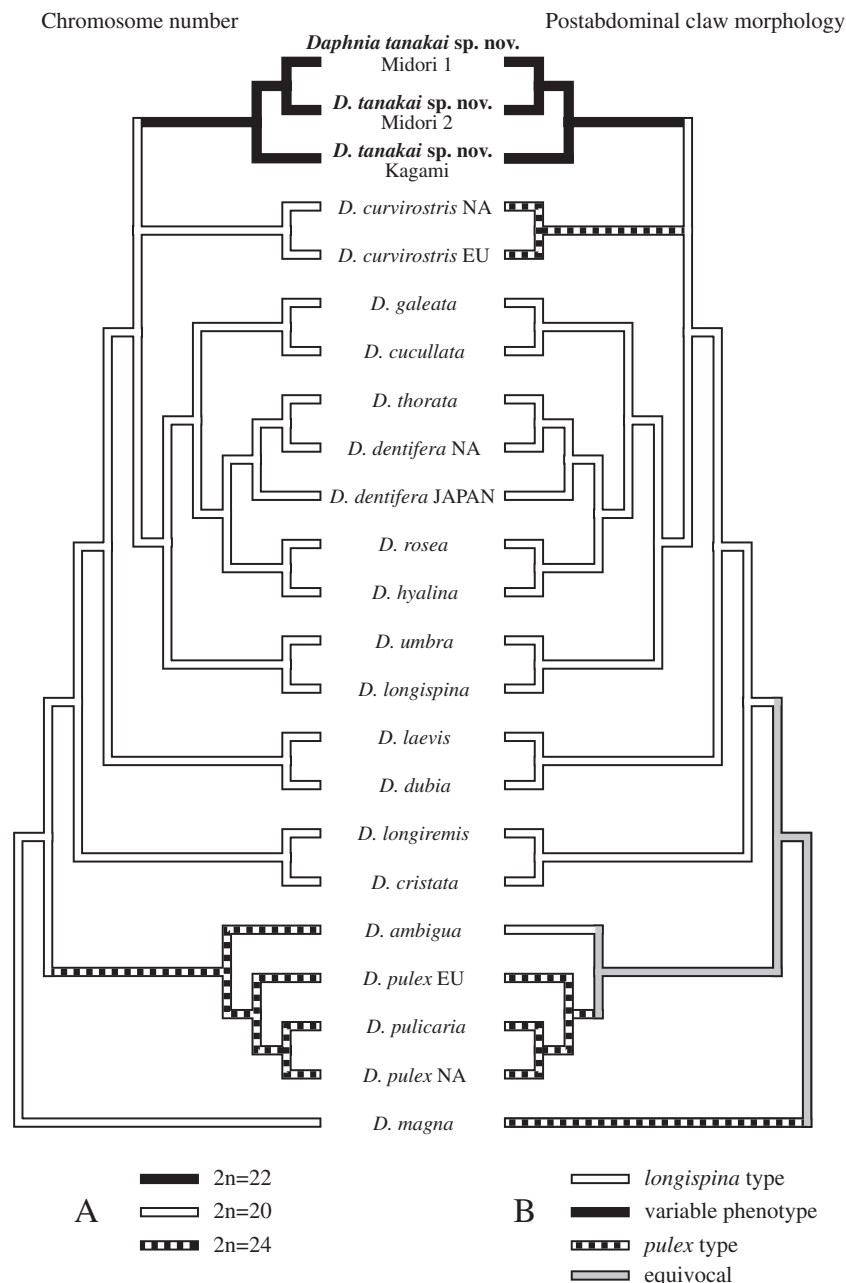 Chromosome number
Postabdominal claw morphology
Daphnia tanakai sp. nov.
Midori 1
D. tanakai sp. nov.
Midori 2
D. tanakai sp. nov.
Kagami
D. curvirostris NA
D. curvirostris EU
D. galeata
D. cucullata
D. thorata
D. dentifera NA
D. dentifera JAPAN
D. rosea
D. hyalina
D. umbra
D. longispina
D. laevis
D. dubia
D. longiremis
D. cristata
D. ambigua
D. pulex EU
D. pulicaria
D. pulex NA
D. magna
A
2n=22
2n=20
2n=24
B
longispina type
variable phenotype
pulex type
equivocal